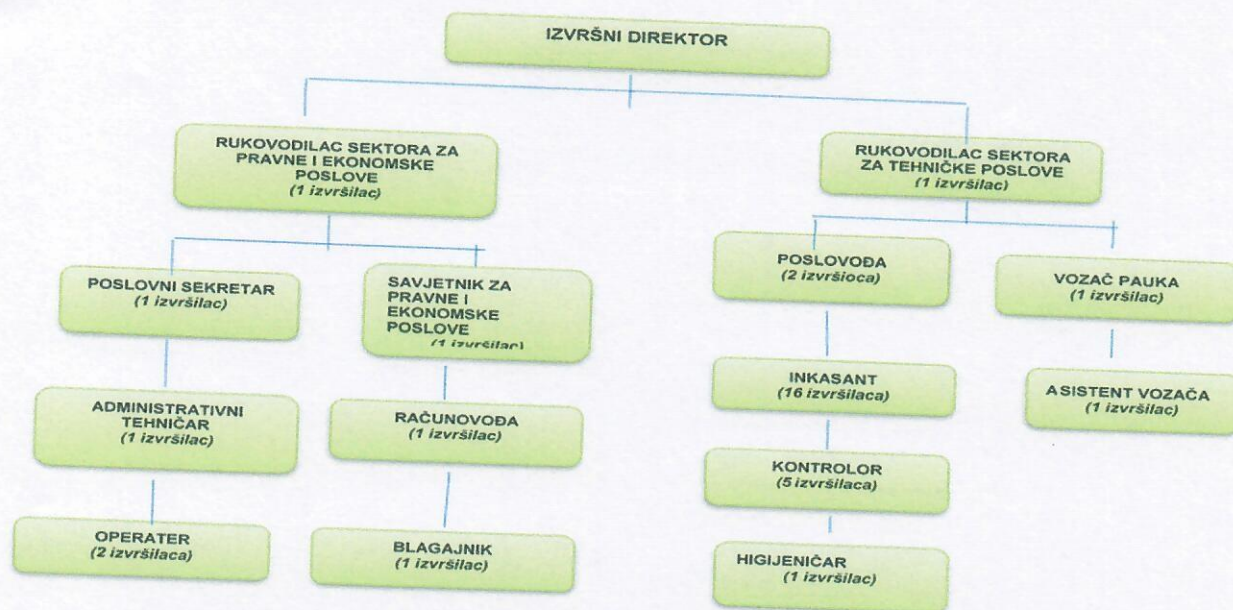 IZVRŠNI DIREKTOR
RUKOVODILAC SEKTORA ZA
PRAVNE I EKONOMSKE
POSLOVE
(1 izvršilac)
RUKOVODILAC SEKTORA
ZA TEHNIČKE POSLOVE
(1 izvršilac)
POSLOVNI SEKRETAR
(1 izvršilac)
SAVJETNIK ZA
PRAVNE I
EKONOMSKE
POSLOVE
(1 izvršilac)
POSLOVOĐA
(2 izvršioca)
VOZAČ PAUKA
(1 izvršilac)
ADMINISTRATIVNI
TEHNIČAR
(1 izvršilac)
RAČUNOVOĐA
(1 izvršilac)
INKASANT
(16 izvršilaca)
ASISTENT VOZAČA
(1 izvršilac)
KONTROLOR
(5 izvršilaca)
OPERATER
(2 izvršilaca)
BLAGAJNIK
(1 izvršilac)
HIGIJENIČAR
(1 izvršilac)